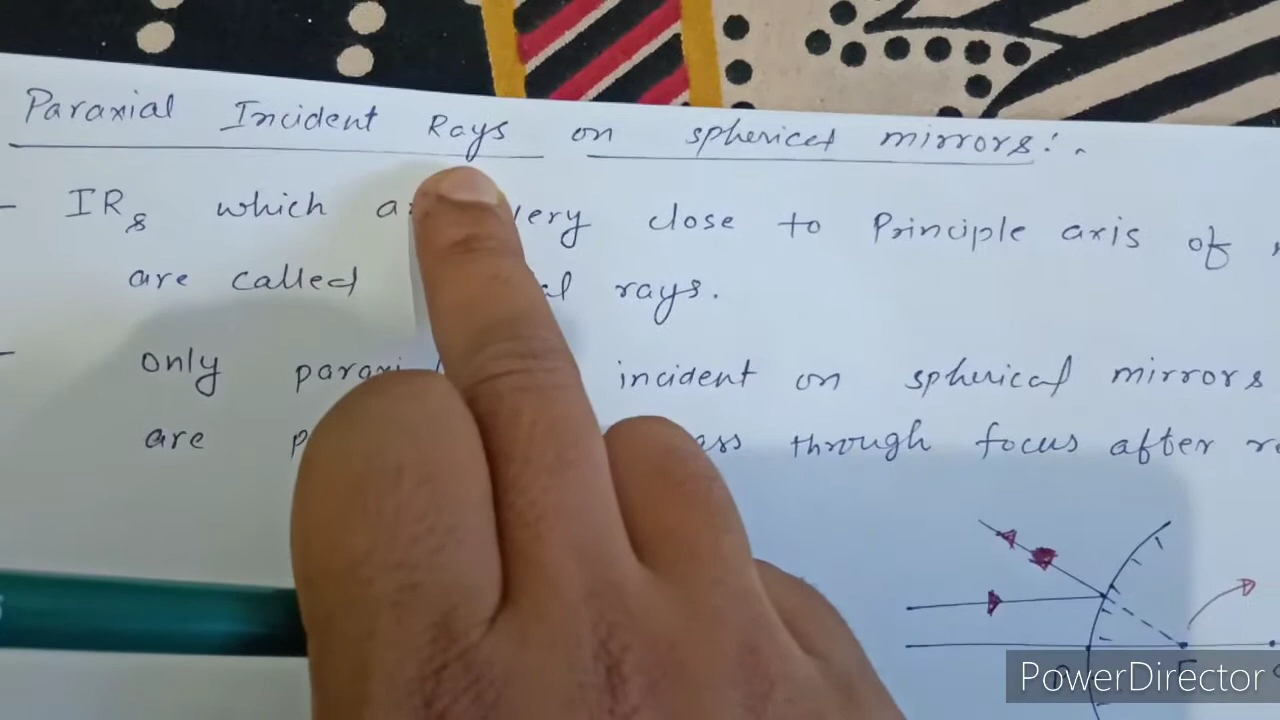 Paraxial Incident Rays on spherical mirrors:-
- IRs which very close to Principle axis of
are called rays.
- only incident on spherical mirrors
are through focus after
P F
PowerDirector